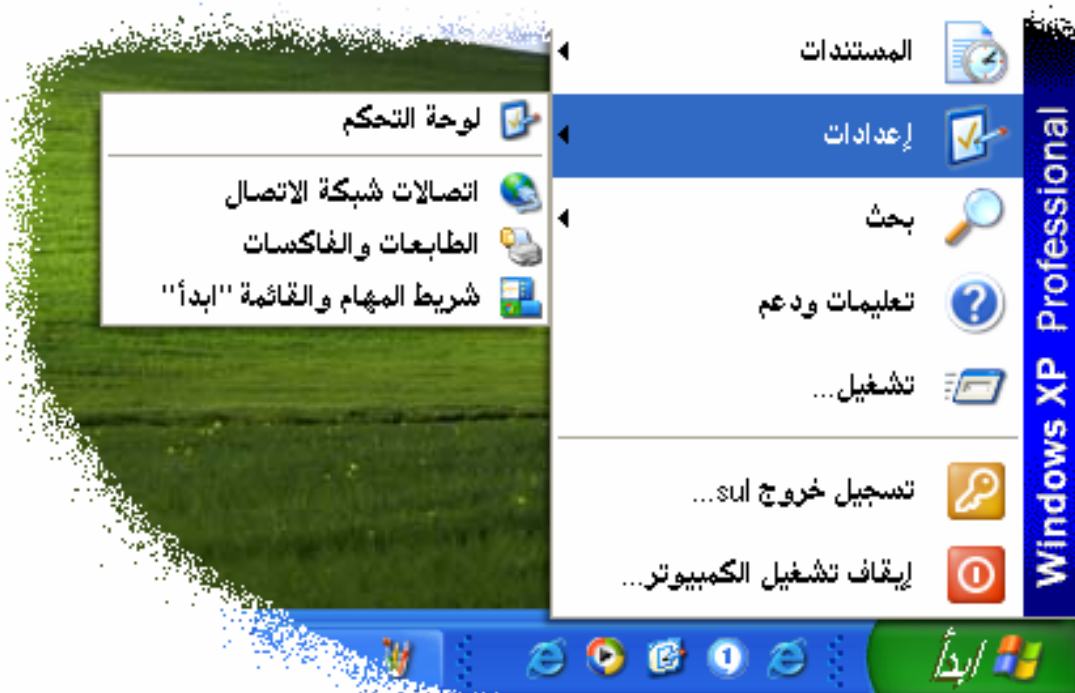 المستندات
إعدادات
بحث
تعليمات ودعم
تشغيل...
تسجيل خروج sul...
إيقاف تشغيل الكمبيوتر...
لوحة التحكم
اتصالات شبكة الاتصال
الطابعات والفاكسات
شريط المهام والقائمة "ابدأ"
Windows XP Professional
ابدأ